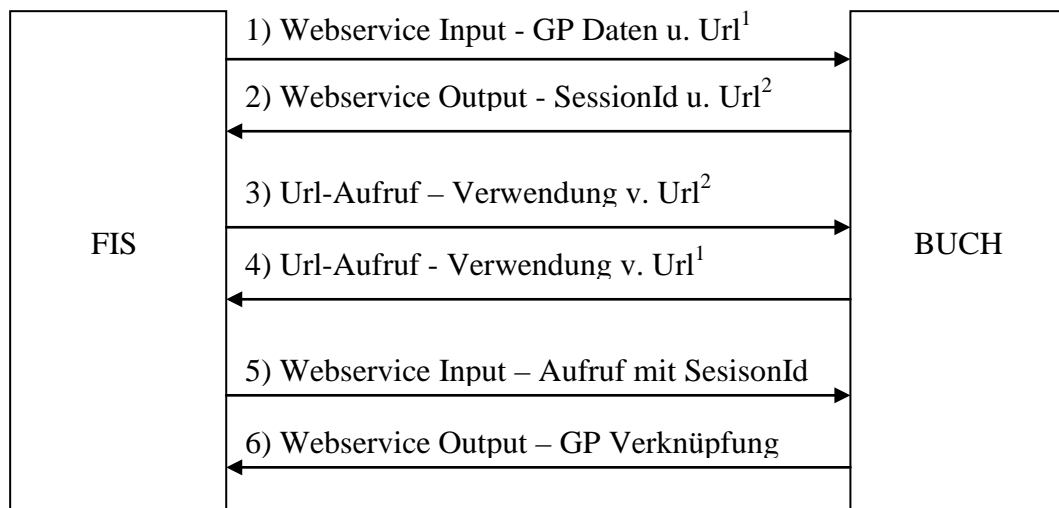 1) Webservice Input - GP Daten u. Url¹
2) Webservice Output - SessionId u. Url²
3) Url-Aufruf – Verwendung v. Url²
FIS
BUCH
4) Url-Aufruf - Verwendung v. Url¹
5) Webservice Input – Aufruf mit SesisonId
6) Webservice Output – GP Verknüpfung